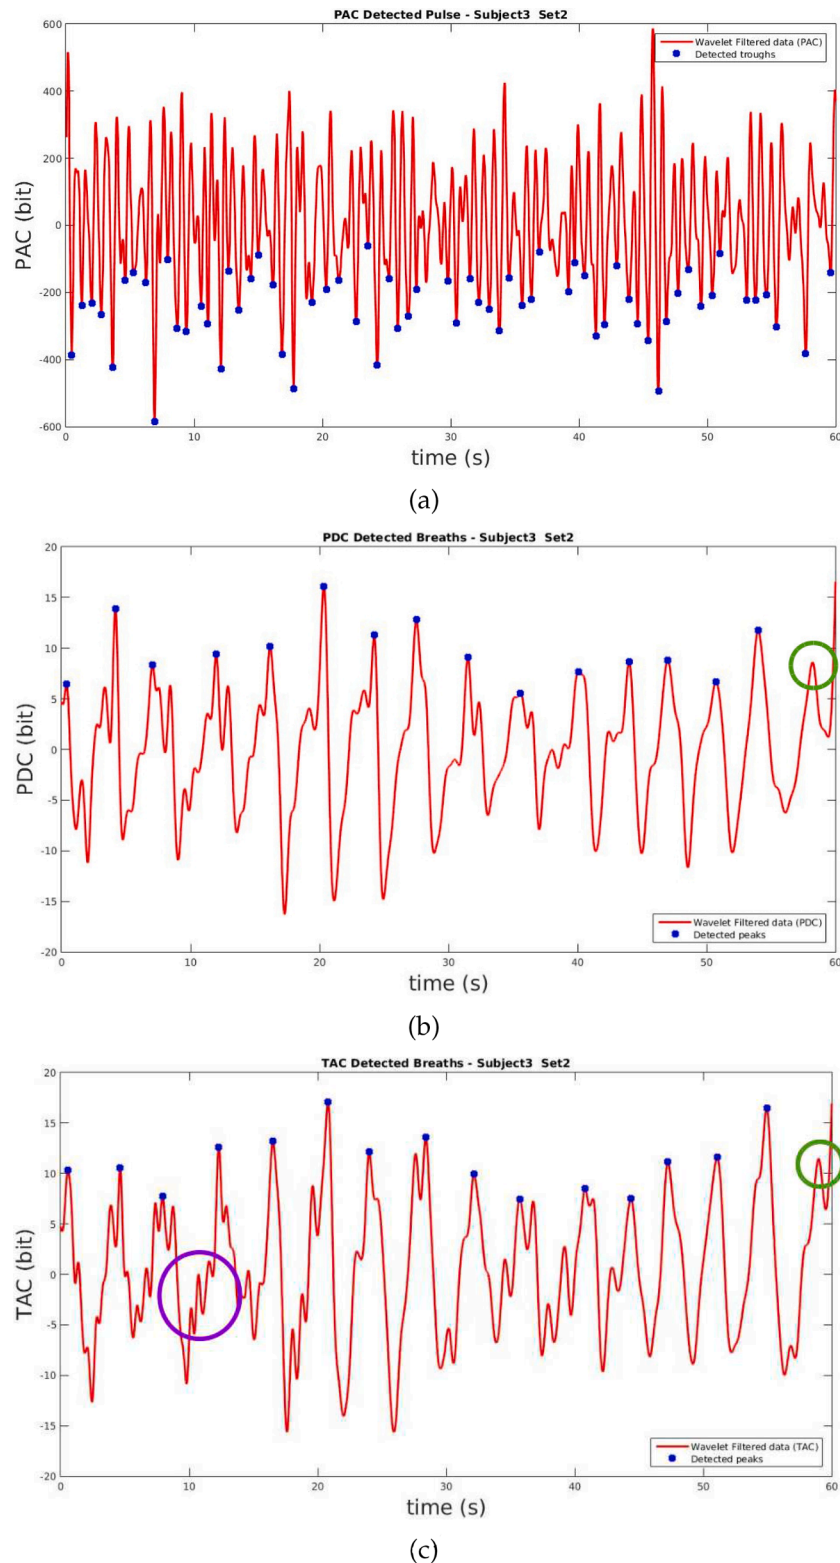 PAC Detected Pulse - Subject3 Set2
600
400
200
0
-200
-400
-600
PAC (bit)
Wavelet Filtered data (PAC)
Detected troughs
0 10 20 30 40 50 60
time (s)
(a)
PDC Detected Breaths - Subject3 Set2
20
15
10
5
0
-5
-10
-15
-20
PDC (bit)
Wavelet Filtered data (PDC)
Detected peaks
0 10 20 30 40 50 60
time (s)
(b)
TAC Detected Breaths - Subject3 Set2
20
15
10
5
0
-5
-10
-15
-20
TAC (bit)
Wavelet Filtered data (TAC)
Detected peaks
0 10 20 30 40 50 60
time (s)
(c)